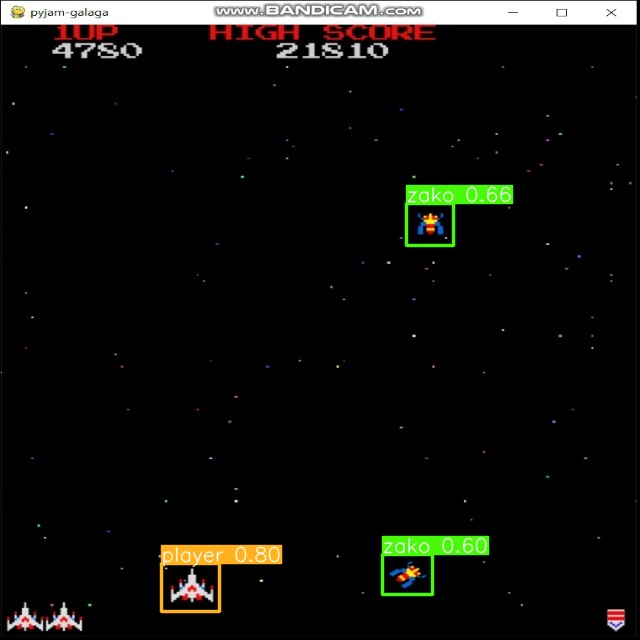 pyjam-galaga
www.BANDICAM.com
1UP HIGH SCORE
4780 21810
zako 0.66
zako 0.60
player 0.80